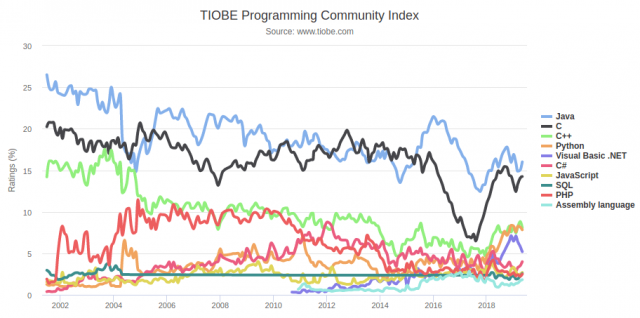 TIOBE Programming Community Index
Source: www.tiobe.com
Ratings (%)
30
25
20
15
10
5
0
2002 2004 2006 2008 2010 2012 2014 2016 2018
Java
C
C++
Python
Visual Basic .NET
C#
JavaScript
SQL
PHP
Assembly language